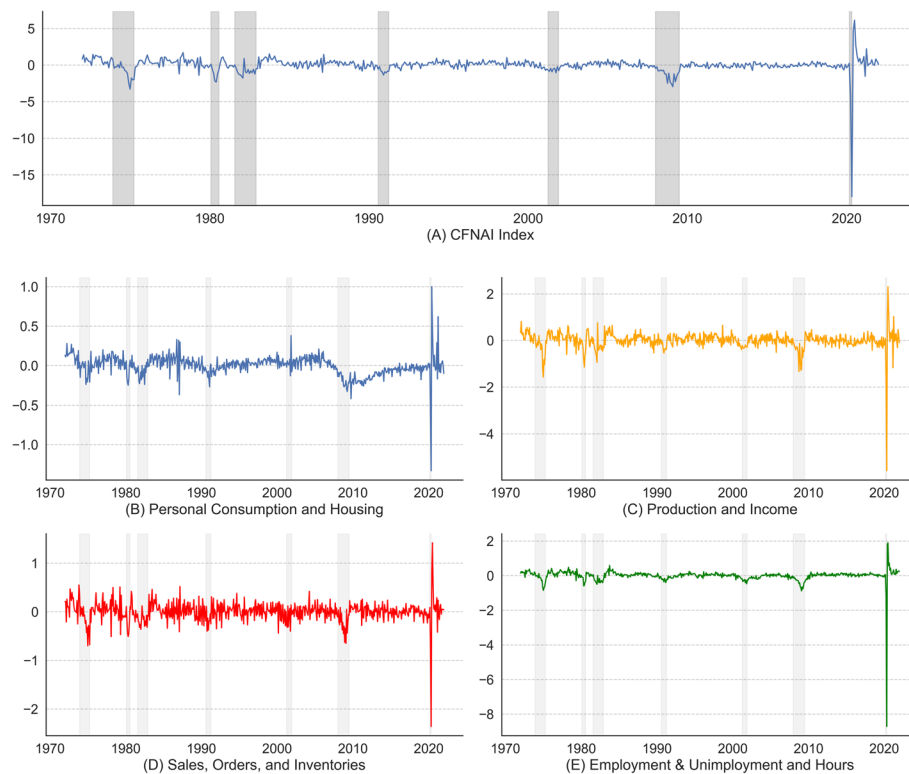 5
0
−5
−10
−15
1970 1980 1990 2000 2010 2020
(A) CFNAI Index
1.0
0.5
0.0
−0.5
−1.0
1970 1980 1990 2000 2010 2020
(B) Personal Consumption and Housing
2
0
−2
−4
1970 1980 1990 2000 2010 2020
(C) Production and Income
1
0
−1
−2
1970 1980 1990 2000 2010 2020
(D) Sales, Orders, and Inventories
2
0
−2
−4
−6
−8
1970 1980 1990 2000 2010 2020
(E) Employment & Unimployment and Hours